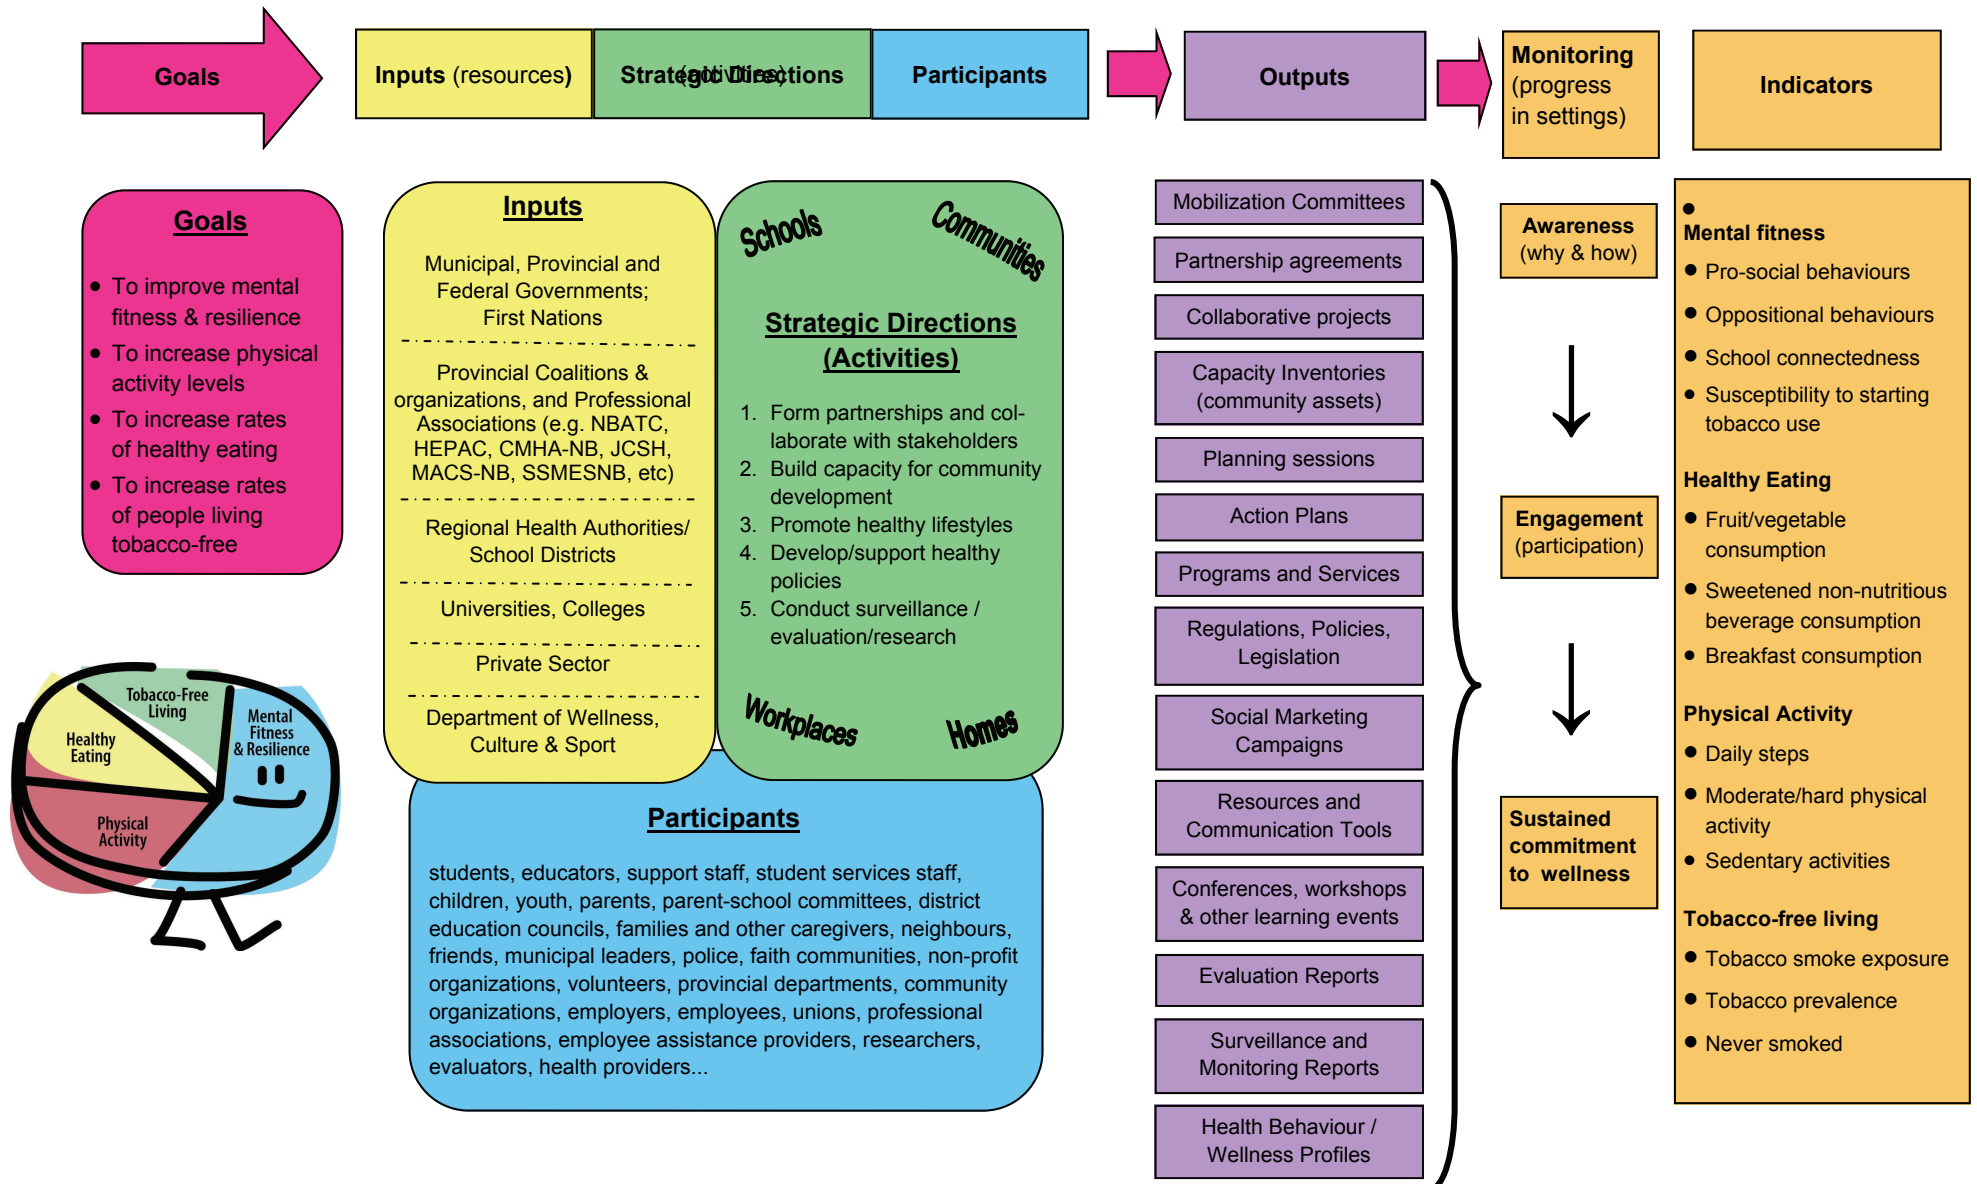 Goals
Inputs (resources)
Strategic Directions
(activities)
Participants
Outputs
Monitoring
(progress
in settings)
Indicators
Goals
• To improve mental
fitness & resilience
• To increase physical
activity levels
• To increase rates
of healthy eating
• To increase rates
of people living
tobacco-free
Tobacco-Free
Living
Mental
Fitness
& Resilience
Healthy
Eating
Physical
Activity
Inputs
Municipal, Provincial and
Federal Governments;
First Nations
Provincial Coalitions &
organizations, and Professional
Associations (e.g. NBATC,
HEPAC, CMHA-NB, JCSH,
MACS-NB, SSMESNB, etc)
Regional Health Authorities/
School Districts
Universities, Colleges
Private Sector
Department of Wellness,
Culture & Sport
Schools
Communities
Strategic Directions
(Activities)
1. Form partnerships and col-
laborate with stakeholders
2. Build capacity for community
development
3. Promote healthy lifestyles
4. Develop/support healthy
policies
5. Conduct surveillance /
evaluation/research
Workplaces
Homes
Participants
students, educators, support staff, student services staff,
children, youth, parents, parent-school committees, district
education councils, families and other caregivers, neighbours,
friends, municipal leaders, police, faith communities, non-profit
organizations, volunteers, provincial departments, community
organizations, employers, employees, unions, professional
associations, employee assistance providers, researchers,
evaluators, health providers...
Mobilization Committees
Partnership agreements
Collaborative projects
Capacity Inventories
(community assets)
Planning sessions
Action Plans
Programs and Services
Regulations, Policies,
Legislation
Social Marketing
Campaigns
Resources and
Communication Tools
Conferences, workshops
& other learning events
Evaluation Reports
Surveillance and
Monitoring Reports
Health Behaviour /
Wellness Profiles
Awareness
(why & how)
Engagement
(participation)
Sustained
commitment
to wellness
•
Mental fitness
• Pro-social behaviours
• Oppositional behaviours
• School connectedness
• Susceptibility to starting
tobacco use
Healthy Eating
• Fruit/vegetable
consumption
• Sweetened non-nutritious
beverage consumption
• Breakfast consumption
Physical Activity
• Daily steps
• Moderate/hard physical
activity
• Sedentary activities
Tobacco-free living
• Tobacco smoke exposure
• Tobacco prevalence
• Never smoked